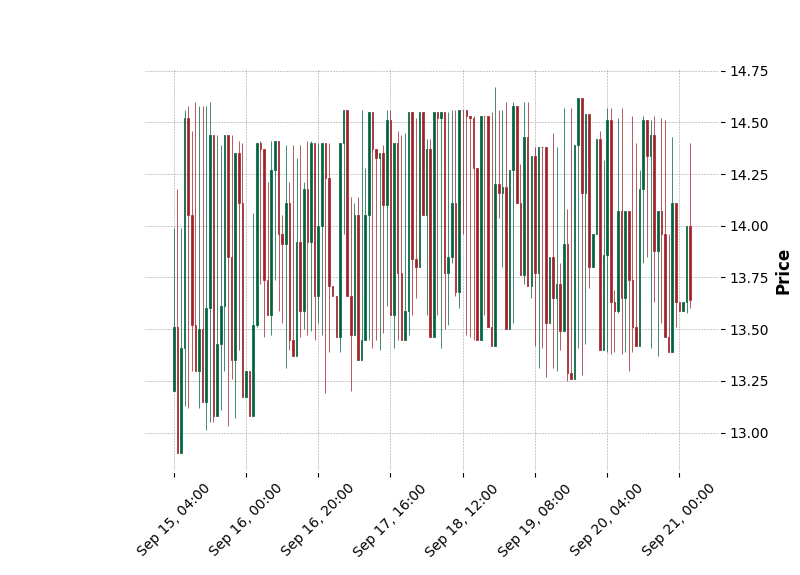 14.75
14.50
14.25
14.00
13.75
13.50
13.25
13.00
Price
Sep 15, 04:00
Sep 16, 00:00
Sep 16, 20:00
Sep 17, 16:00
Sep 18, 12:00
Sep 19, 08:00
Sep 20, 04:00
Sep 21, 00:00